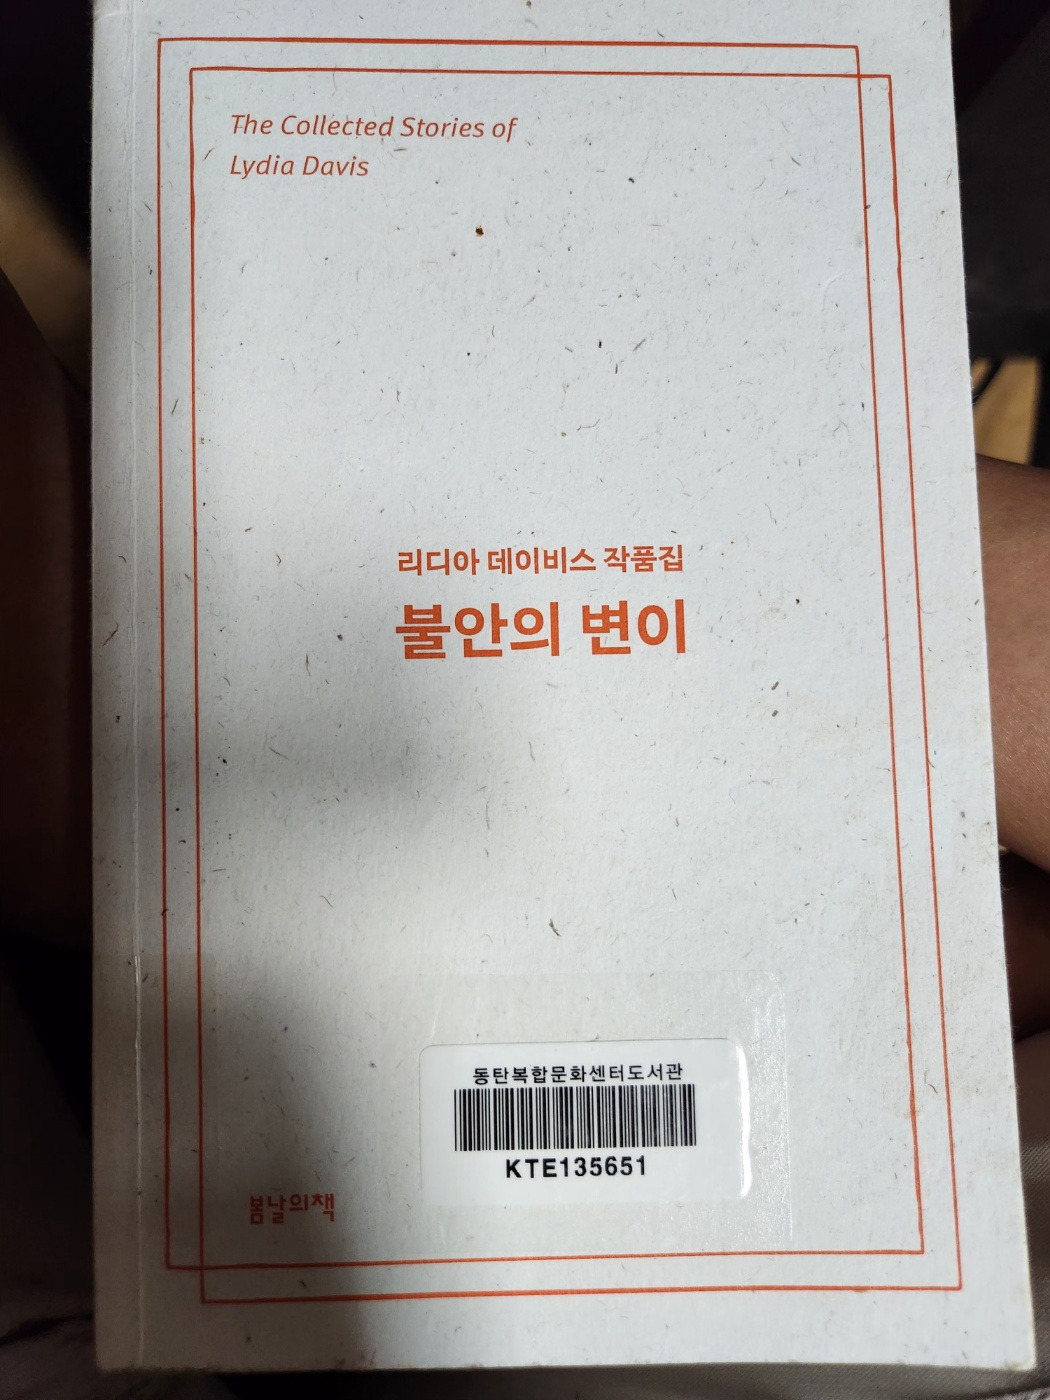 The Collected Stories of
Lydia Davis
리디아 데이비스 작품집
불안의 변이
동탄복합문화센터도서관
KTE135651
봄날의책